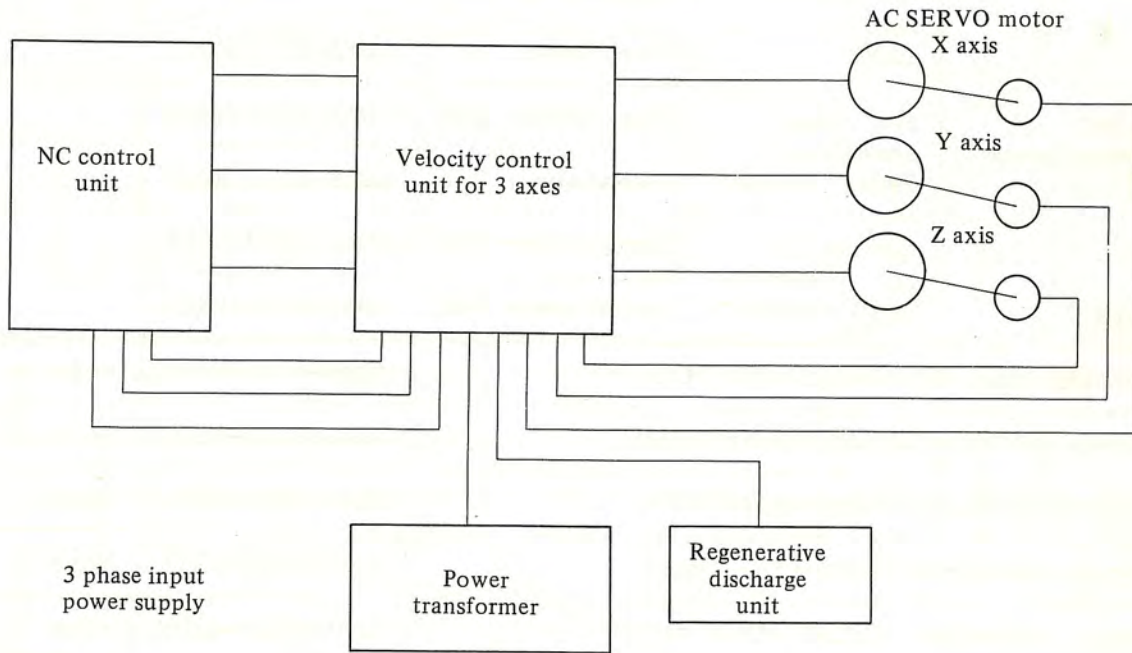 AC SERVO motor
X axis
NC control
unit
Velocity control
unit for 3 axes
Y axis
Z axis
3 phase input
power supply
Power
transformer
Regenerative
discharge
unit